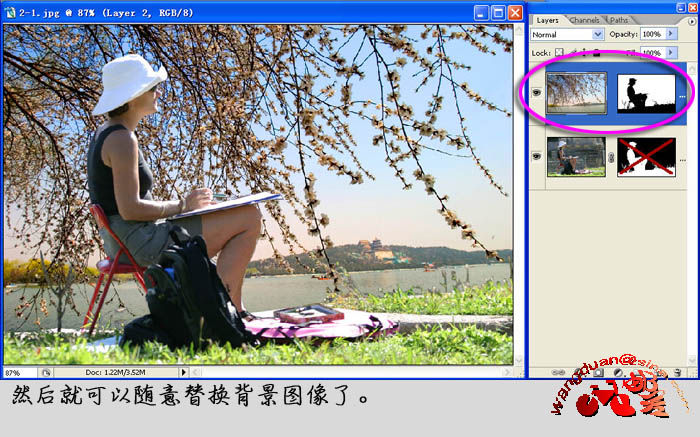 2-1.jpg @ 87% (Layer 2, RGB/8)
Layers Channels Paths
Normal Opacity: 100%
Lock: Fill: 100%
87% Doc: 1.22M/3.52M
然后就可以随意替换背景图像了。